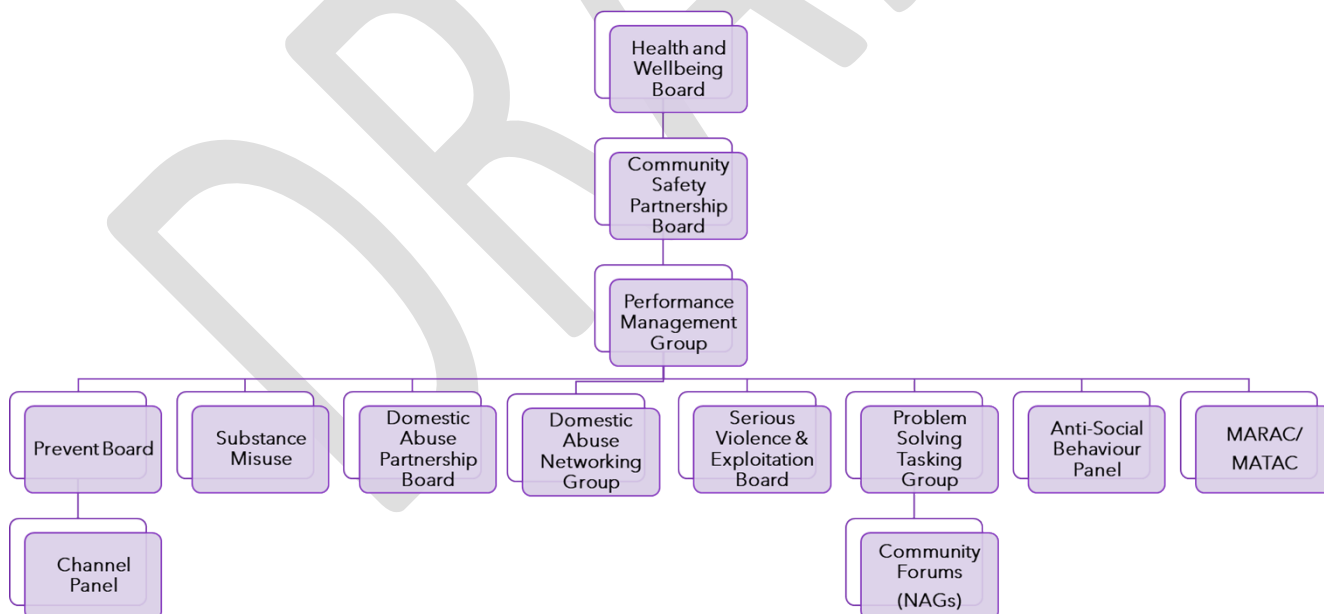 DRA
Health and
Wellbeing
Board
Community
Safety
Partnership
Board
Performance
Management
Group
Prevent Board
Substance
Misuse
Domestic
Abuse
Partnership
Board
Domestic
Abuse
Networking
Group
Serious
Violence &
Exploitation
Board
Problem
Solving
Tasking
Group
Anti-Social
Behaviour
Panel
MARAC/
MATAC
Channel
Panel
Community
Forums
(NAGs)